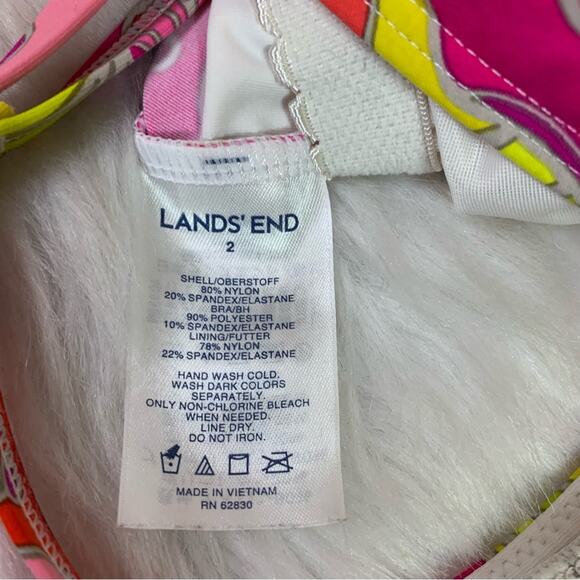 LANDS' END
2
SHELL/OBERSTOFF
80% NYLON
20% SPANDEX/ELASTANE
BRA/BH
90% POLYESTER
10% SPANDEX/ELASTANE
LINING/FUTTER
78% NYLON
22% SPANDEX/ELASTANE
HAND WASH COLD.
WASH DARK COLORS
SEPARATELY.
ONLY NON-CHLORINE BLEACH
WHEN NEEDED.
LINE DRY.
DO NOT IRON.
MADE IN VIETNAM
RN 62830